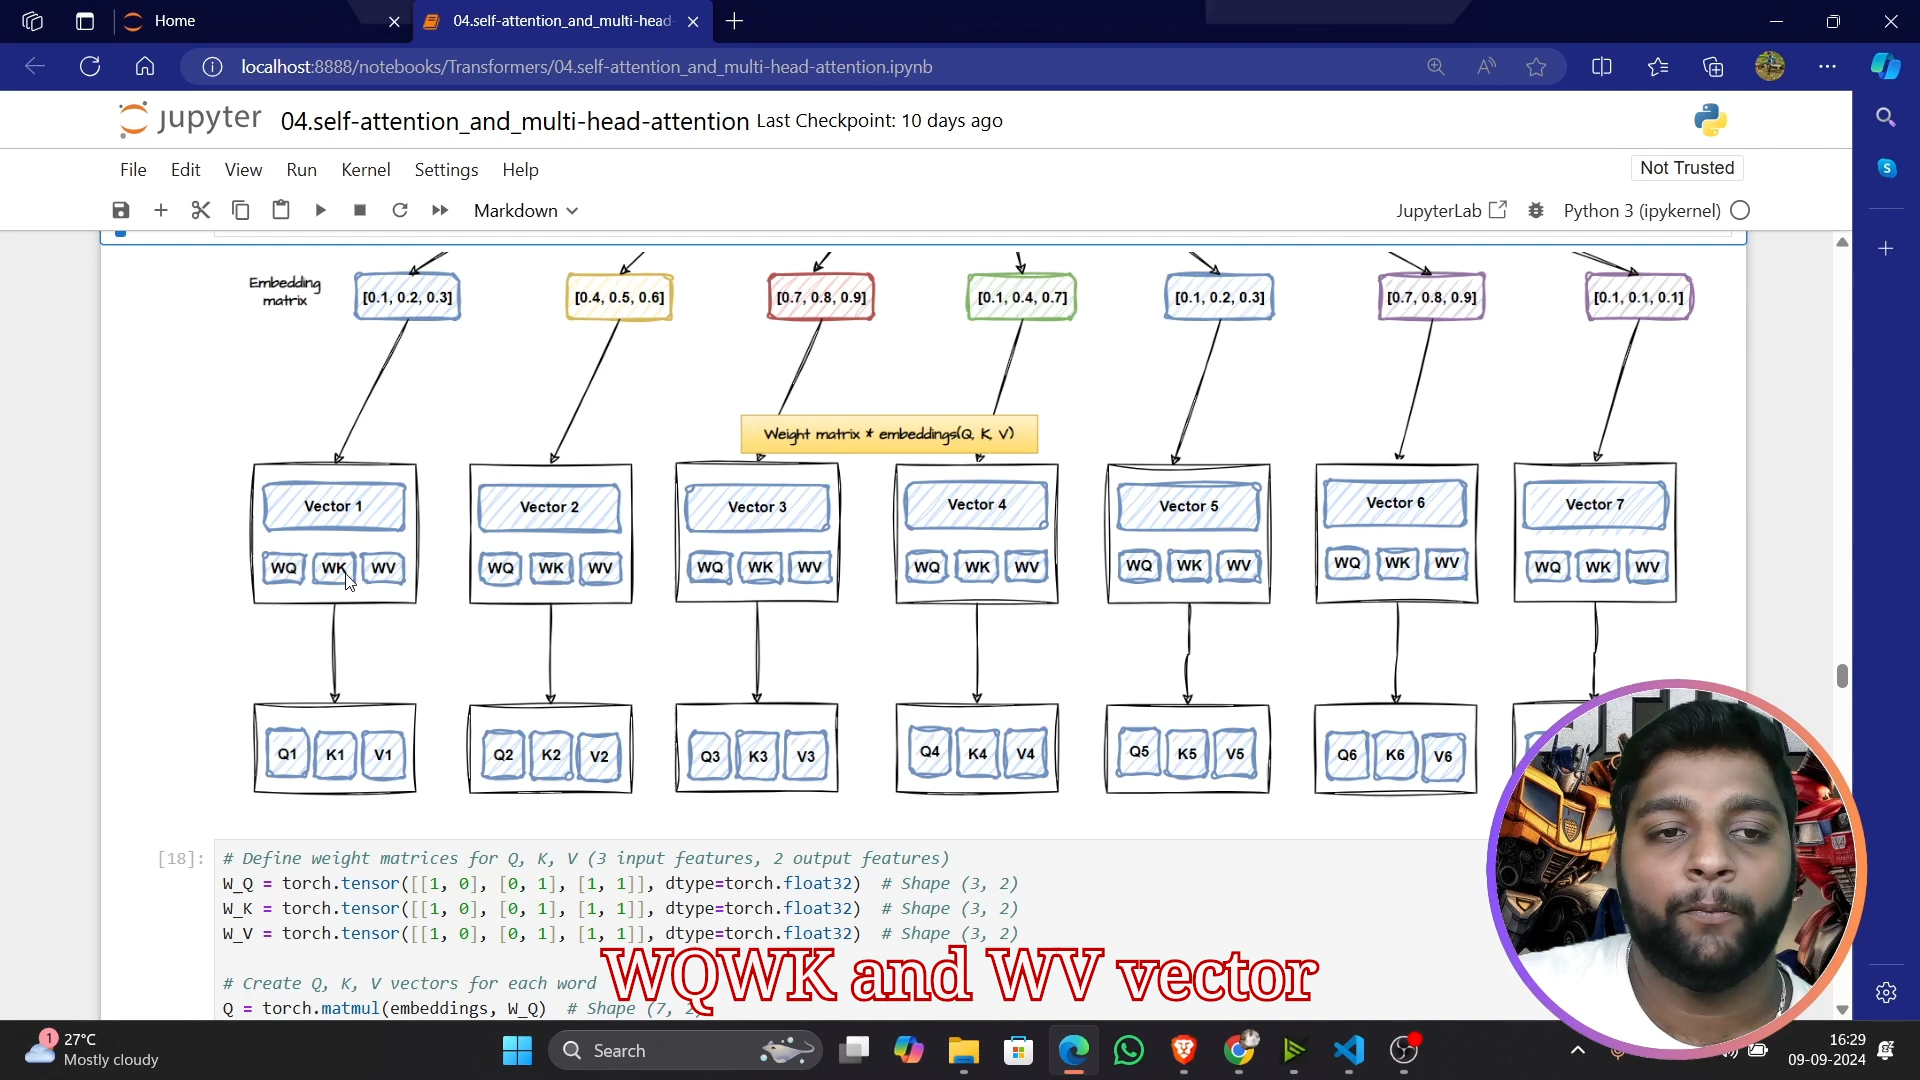 Home
04.self-attention_and_multi-head-
localhost:8888/notebooks/Transformers/04.self-attention_and_multi-head-attention.ipynb
jupyter 04.self-attention_and_multi-head-attention Last Checkpoint: 10 days ago
File Edit View Run Kernel Settings Help
Not Trusted
Markdown
JupyterLab
Python 3 (ipykernel)
Embedding matrix
[0.1, 0.2, 0.3] [0.4, 0.5, 0.6] [0.7, 0.8, 0.9] [0.1, 0.4, 0.7] [0.1, 0.2, 0.3] [0.7, 0.8, 0.9] [0.1, 0.1, 0.1]
Weight matrix * embeddings(Q, K, V)
Vector 1 Vector 2 Vector 3 Vector 4 Vector 5 Vector 6 Vector 7
WQ WK WV WQ WK WV WQ WK WV WQ WK WV WQ WK WV WQ WK WV WQ WK WV
Q1 K1 V1 Q2 K2 V2 Q3 K3 V3 Q4 K4 V4 Q5 K5 V5 Q6 K6 V6
[18]:
# Define weight matrices for Q, K, V (3 input features, 2 output features)
W_Q = torch.tensor([[1, 0], [0, 1], [1, 1]], dtype=torch.float32) # Shape (3, 2)
W_K = torch.tensor([[1, 0], [0, 1], [1, 1]], dtype=torch.float32) # Shape (3, 2)
W_V = torch.tensor([[1, 0], [0, 1], [1, 1]], dtype=torch.float32) # Shape (3, 2)
# Create Q, K, V vectors for each word
Q = torch.matmul(embeddings, W_Q) # Shape (7, 2)
WQWK and WV vector
1
27°C
Mostly cloudy
Search
16:29
09-09-2024